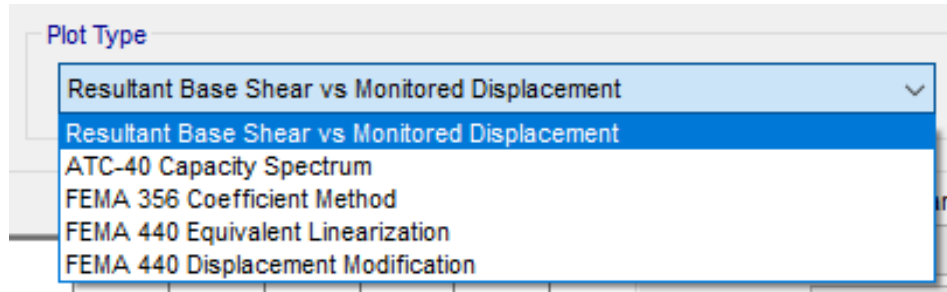 Plot Type
Resultant Base Shear vs Monitored Displacement
Resultant Base Shear vs Monitored Displacement
ATC-40 Capacity Spectrum
FEMA 356 Coefficient Method
FEMA 440 Equivalent Linearization
FEMA 440 Displacement Modification